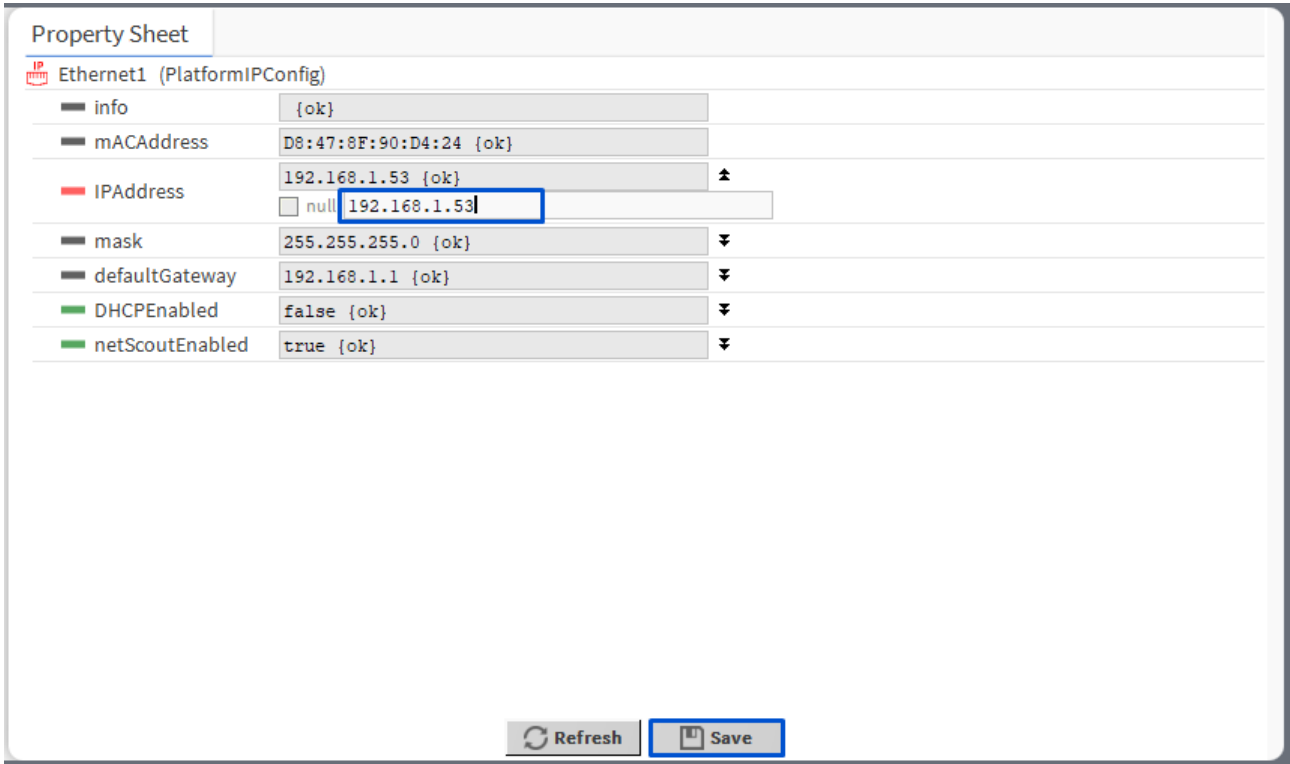 Property Sheet
IP
Ethernet1 (PlatformIPConfig)
info {ok}
mACAddress D8:47:8F:90:D4:24 {ok}
192.168.1.53 {ok}
IPAddress
null 192.168.1.53
mask 255.255.255.0 {ok}
defaultGateway 192.168.1.1 {ok}
DHCPEnabled false {ok}
netScoutEnabled true {ok}
Refresh Save